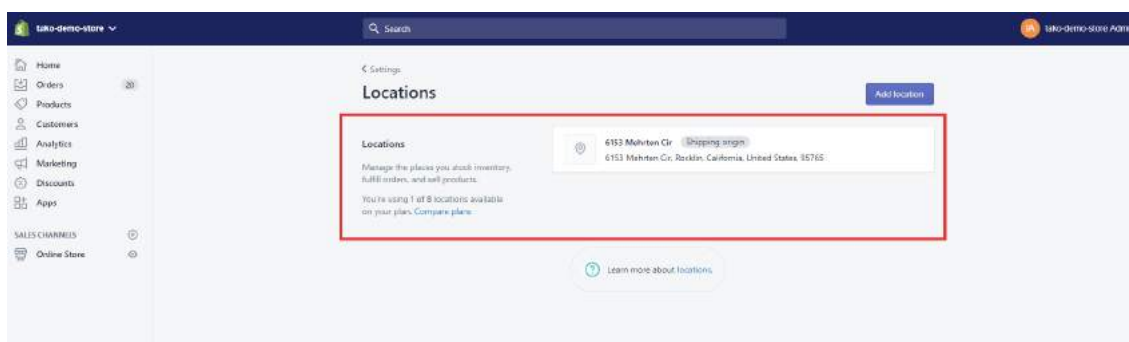 tako-demo-store
Search
tako-demo-store Admi
Home
Orders 20
Products
Customers
Analytics
Marketing
Discounts
Apps
SALES CHANNELS
Online Store
Settings
Locations
Add location
Locations
Manage the places you stock inventory,
fulfill orders, and sell products.
You're using 1 of 8 locations available
on your plan. Compare plans
6153 Mehrten Cir Shipping origin
6153 Mehrten Cir, Rocklin, California, United States, 95765
Learn more about locations.